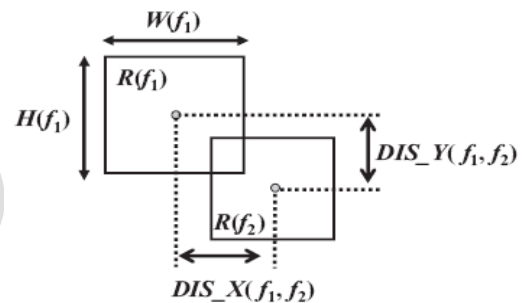 W(f₁)
R(f₁)
H(f₁)
DIS_Y(f₁,f₂)
R(f₂)
DIS_X(f₁,f₂)